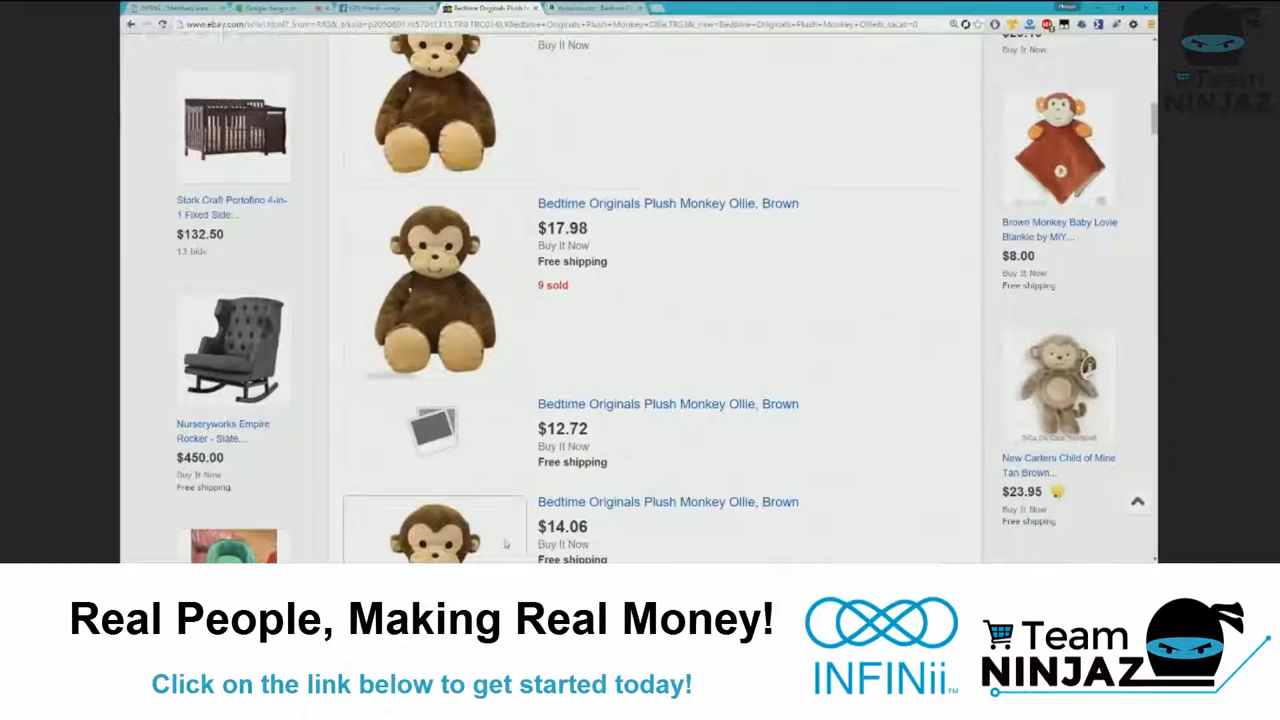 www.ebay.com
Buy It Now
Stork Craft Portofino 4-in-
1 Fixed Side...
$132.50
13 bids
Nurseryworks Empire
Rocker - Slate...
$450.00
Buy It Now
Free shipping
Bedtime Originals Plush Monkey Ollie, Brown
$17.98
Buy It Now
Free shipping
9 sold
Bedtime Originals Plush Monkey Ollie, Brown
$12.72
Buy It Now
Free shipping
Bedtime Originals Plush Monkey Ollie, Brown
$14.06
Buy It Now
Free shipping
Buy It Now
Brown Monkey Baby Lovie
Blankie by MIY...
$8.00
Buy It Now
Free shipping
New Carters Child of Mine
Tan Brown...
$23.95
Buy It Now
Free shipping
Team
NINJAZ
Real People, Making Real Money!
Click on the link below to get started today!
INFINii™
Team
NINJAZ